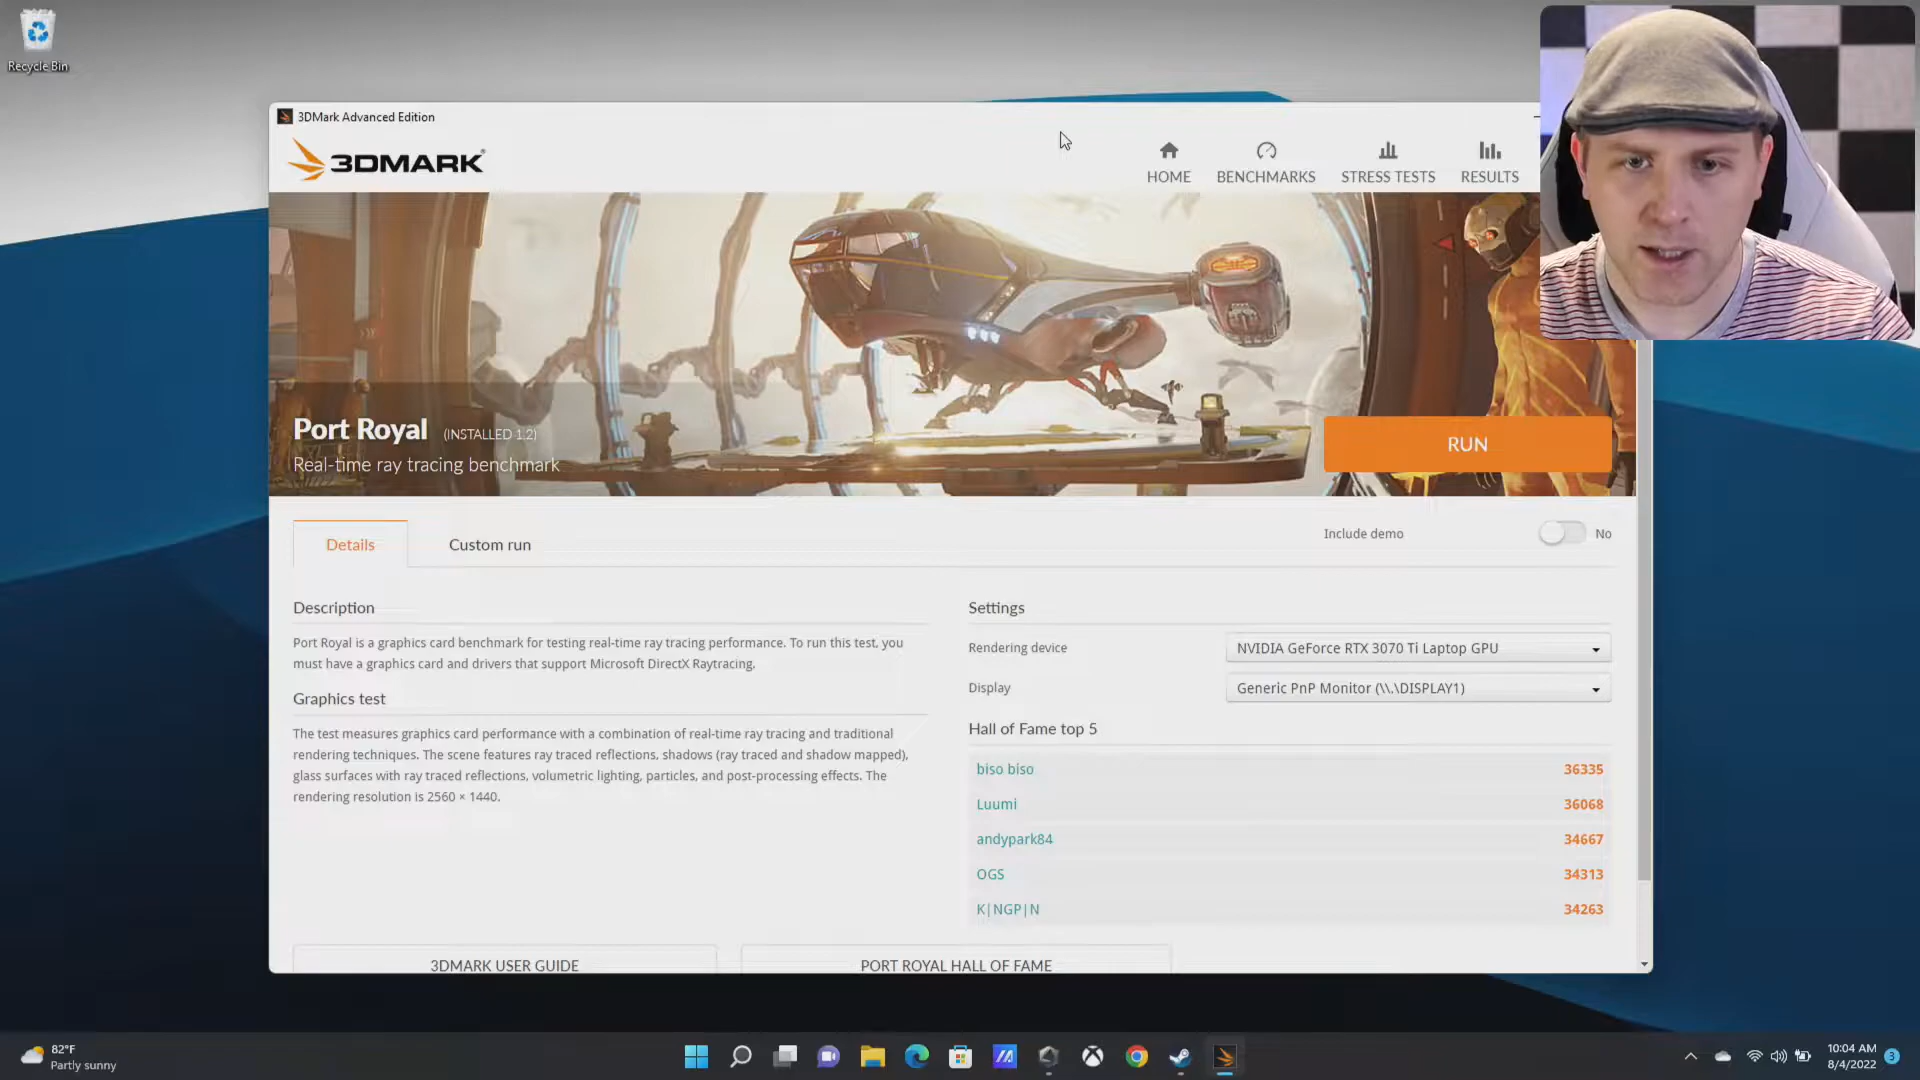 Recycle Bin
3DMark Advanced Edition
3DMARK
HOME
BENCHMARKS
STRESS TESTS
RESULTS
Port Royal (INSTALLED 1.2)
Real-time ray tracing benchmark
RUN
Details
Custom run
Include demo
No
Description
Port Royal is a graphics card benchmark for testing real-time ray tracing performance. To run this test, you
must have a graphics card and drivers that support Microsoft DirectX Raytracing.
Graphics test
The test measures graphics card performance with a combination of real-time ray tracing and traditional
rendering techniques. The scene features ray traced reflections, shadows (ray traced and shadow mapped),
glass surfaces with ray traced reflections, volumetric lighting, particles, and post-processing effects. The
rendering resolution is 2560 × 1440.
Settings
Rendering device
NVIDIA GeForce RTX 3070 Ti Laptop GPU
Display
Generic PnP Monitor (\\.\DISPLAY1)
Hall of Fame top 5
biso biso 36335
Luumi 36068
andypark84 34667
OGS 34313
K|NGP|N 34263
3DMARK USER GUIDE
PORT ROYAL HALL OF FAME
82°F
Partly sunny
10:04 AM
8/4/2022
3